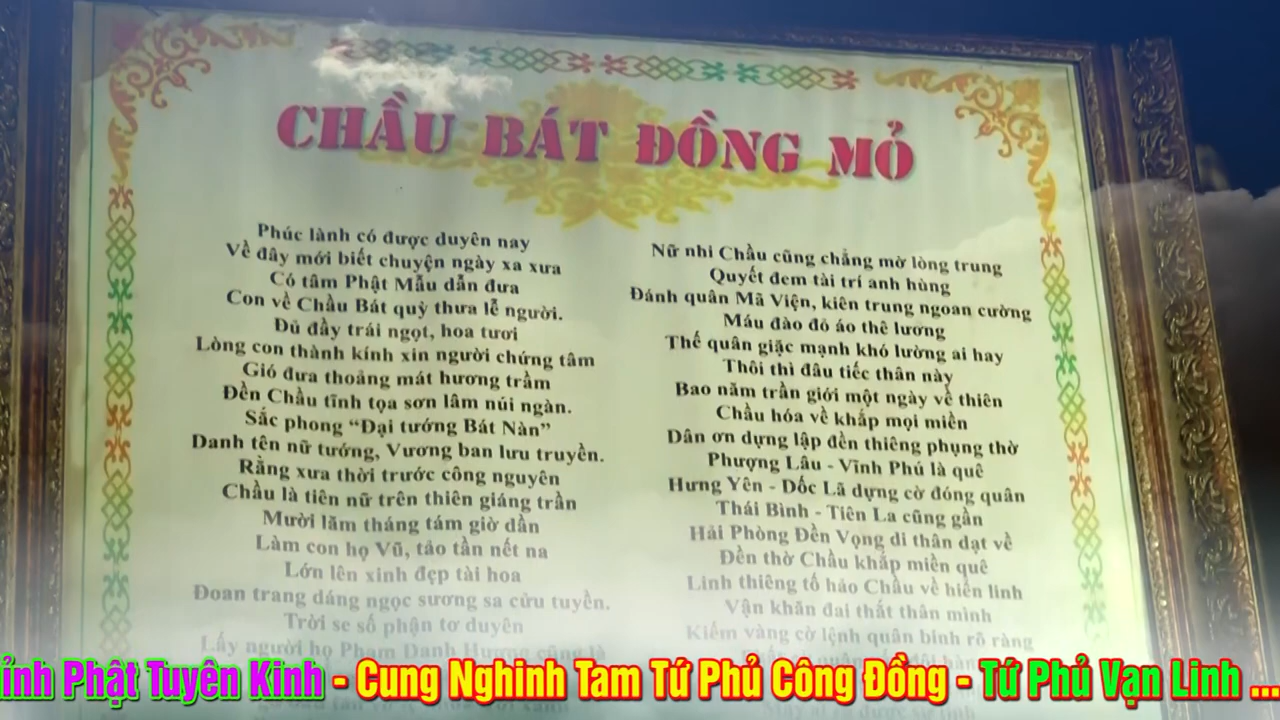 CHẦU BÁT ĐỒNG MỎ
Phúc lành có được duyên nay
Về đây mới biết chuyện ngày xa xưa
Có tâm Phật Mẫu dẫn đưa
Con về Chầu Bát quỳ thưa lễ người.
Đủ đầy trái ngọt, hoa tươi
Lòng con thành kính xin người chứng tâm
Gió đưa thoảng mát hương trầm
Đền Chầu tĩnh tọa sơn lâm núi ngàn.
Sắc phong “Đại tướng Bát Nàn”
Danh tên nữ tướng, Vương ban lưu truyền.
Rằng xưa thời trước công nguyên
Chầu là tiên nữ trên thiên giáng trần
Mười lăm tháng tám giờ dần
Làm con họ Vũ, tảo tần nết na
Lớn lên xinh đẹp tài hoa
Đoan trang dáng ngọc sương sa cửu tuyền.
Trời se số phận tơ duyên
Lấy người họ Phạm Danh Hương cũng là
Nữ nhi Chầu cũng chẳng mờ lòng trung
Quyết đem tài trí anh hùng
Đánh quân Mã Viện, kiên trung ngoan cường
Máu đào đỏ áo thê lương
Thế quân giặc mạnh khó lường ai hay
Thôi thì đâu tiếc thân này
Bao năm trần giới một ngày về thiên
Chầu hóa về khắp mọi miền
Dân ơn dựng lập đền thiêng phụng thờ
Phượng Lâu - Vĩnh Phú là quê
Hưng Yên - Dốc Lã dựng cờ đóng quân
Thái Bình - Tiên La cũng gần
Hải Phòng Đền Vọng di thân dạt về
Đền thờ Chầu khắp miền quê
Linh thiêng tố hảo Chầu về hiển linh
Vận khăn đai thắt thân mình
Kiếm vàng cờ lệnh quân binh rõ ràng
ỉnh Phật Tuyên Kinh - Cung Nghinh Tam Tứ Phủ Công Đồng - Tứ Phủ Vạn Linh ...